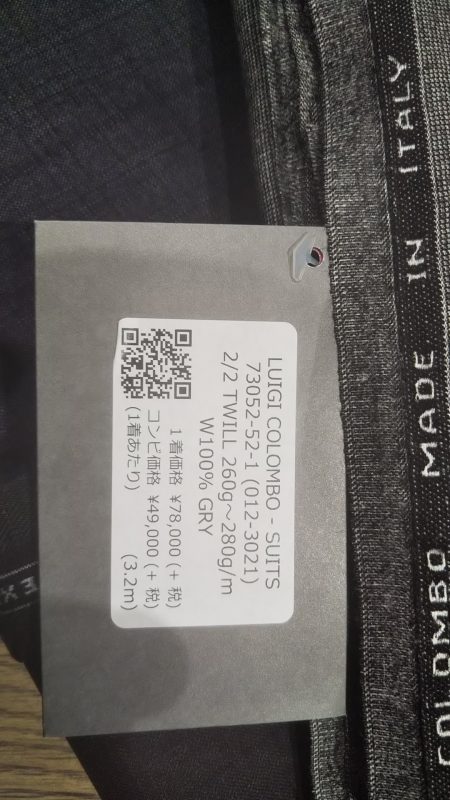 LUIGI COLOMBO - SUITS
73052-52-1 (012-3021)
2/2 TWILL 260g～280g/m
W100% GRY
1着価格 ¥78,000 (+ 税)
コンビ価格 ¥49,000 (+ 税)
(1着あたり)
(3.2m)
COLOMBO MADE IN ITALY
EX